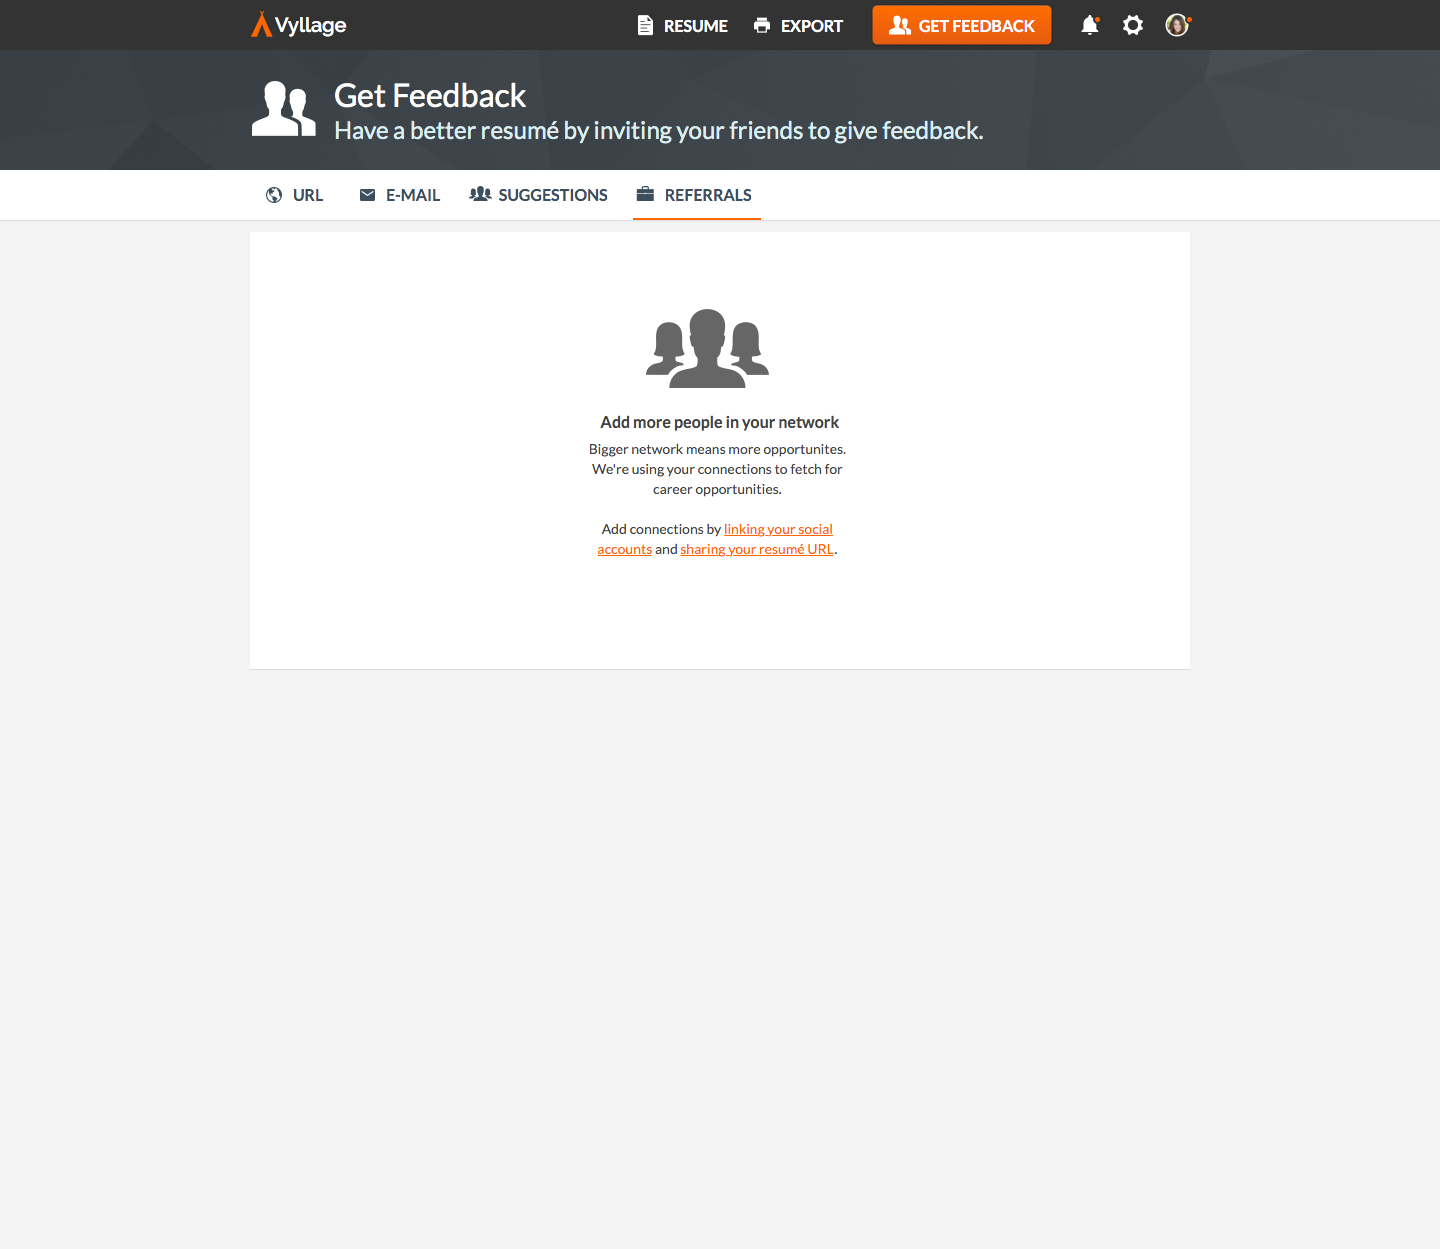 Vyllage
RESUME
EXPORT
GET FEEDBACK
Get Feedback
Have a better resumé by inviting your friends to give feedback.
URL
E-MAIL
SUGGESTIONS
REFERRALS
Add more people in your network
Bigger network means more opportunites.
We're using your connections to fetch for
career opportunities.
Add connections by linking your social
accounts and sharing your resumé URL.